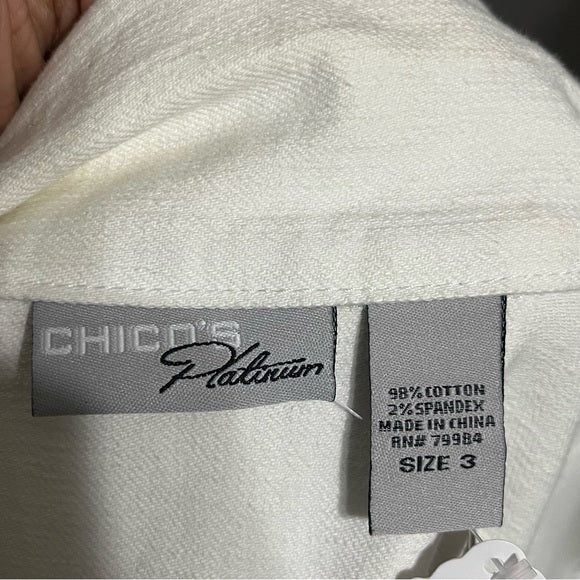 CHICO'S
Platinum
98% COTTON
2% SPANDEX
MADE IN CHINA
RN# 79984
SIZE 3